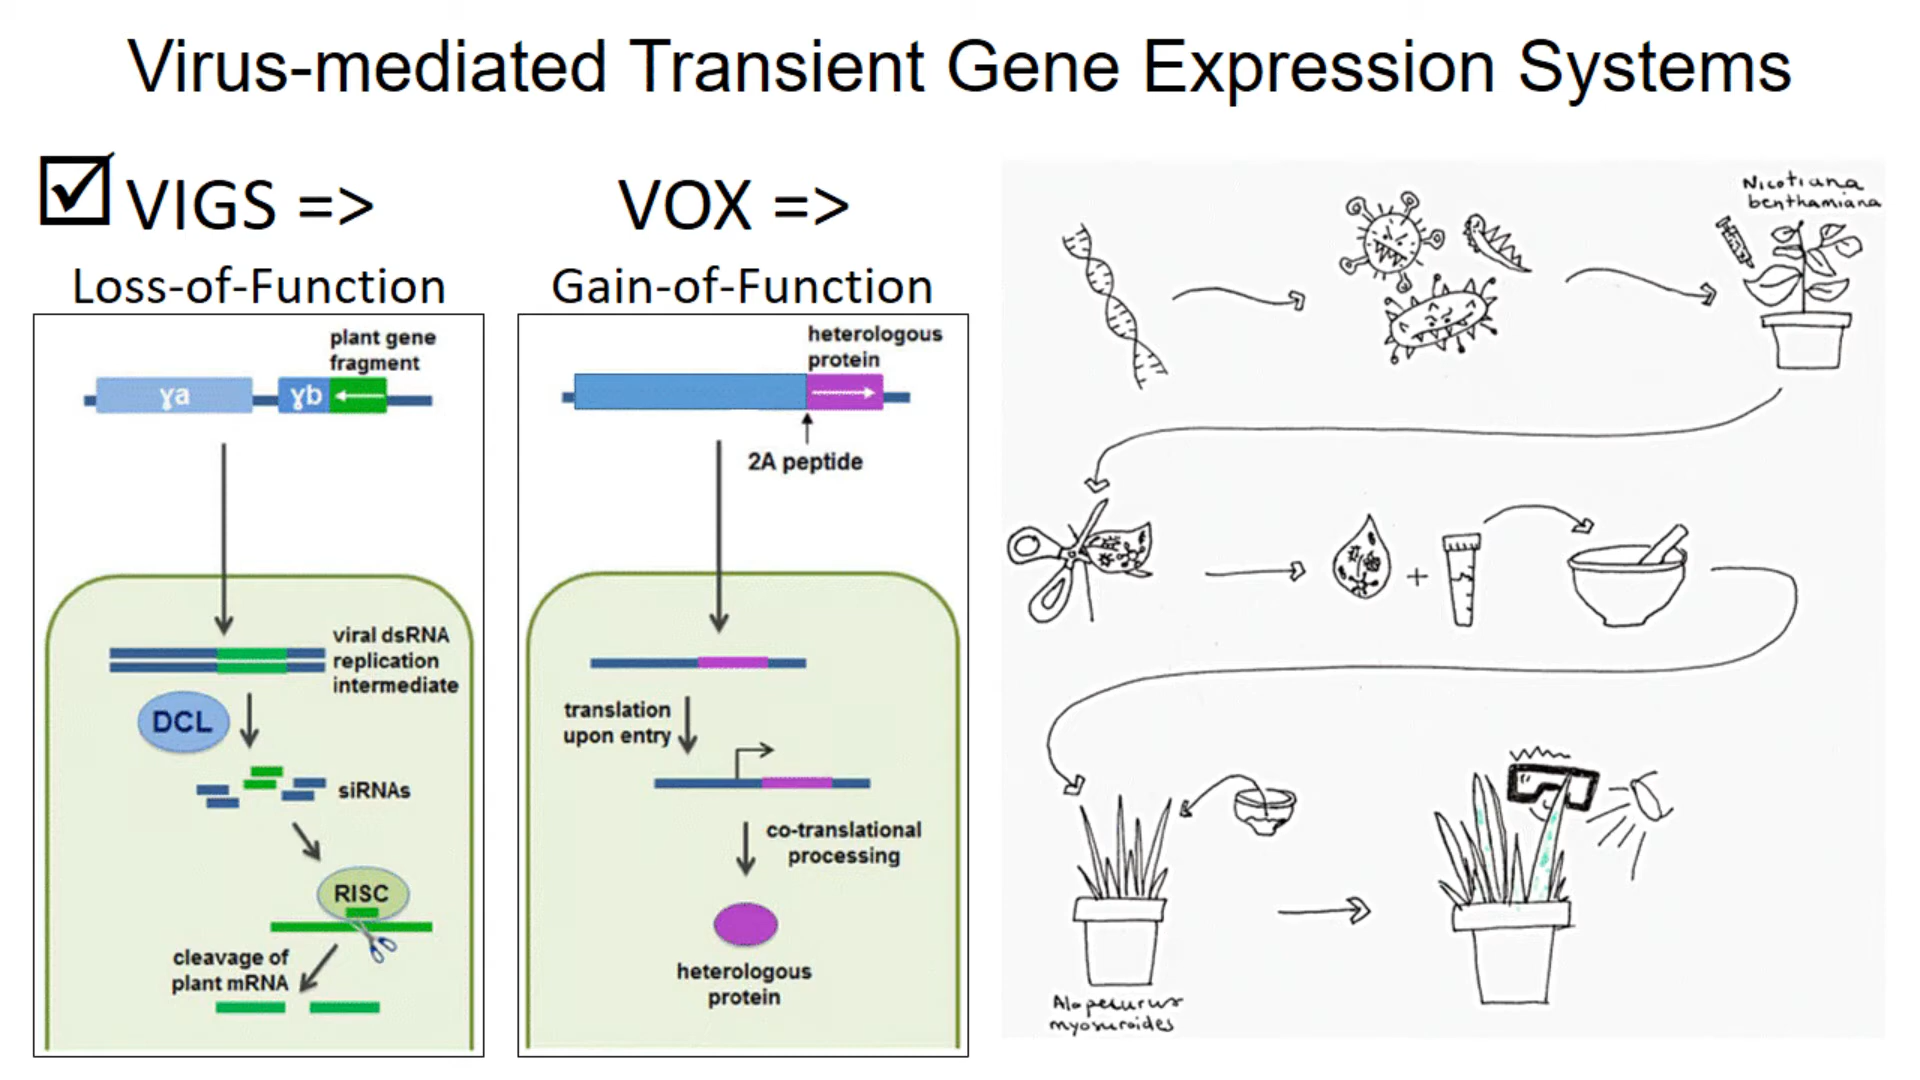 Virus-mediated Transient Gene Expression Systems
VIGS =>
Loss-of-Function
plant gene
fragment
ɣa
ɣb
viral dsRNA
replication
intermediate
DCL
siRNAs
RISC
cleavage of
plant mRNA
VOX =>
Gain-of-Function
heterologous
protein
2A peptide
translation
upon entry
co-translational
processing
heterologous
protein
Nicotiana
benthamiana
+
Alopecurus
myosuroides